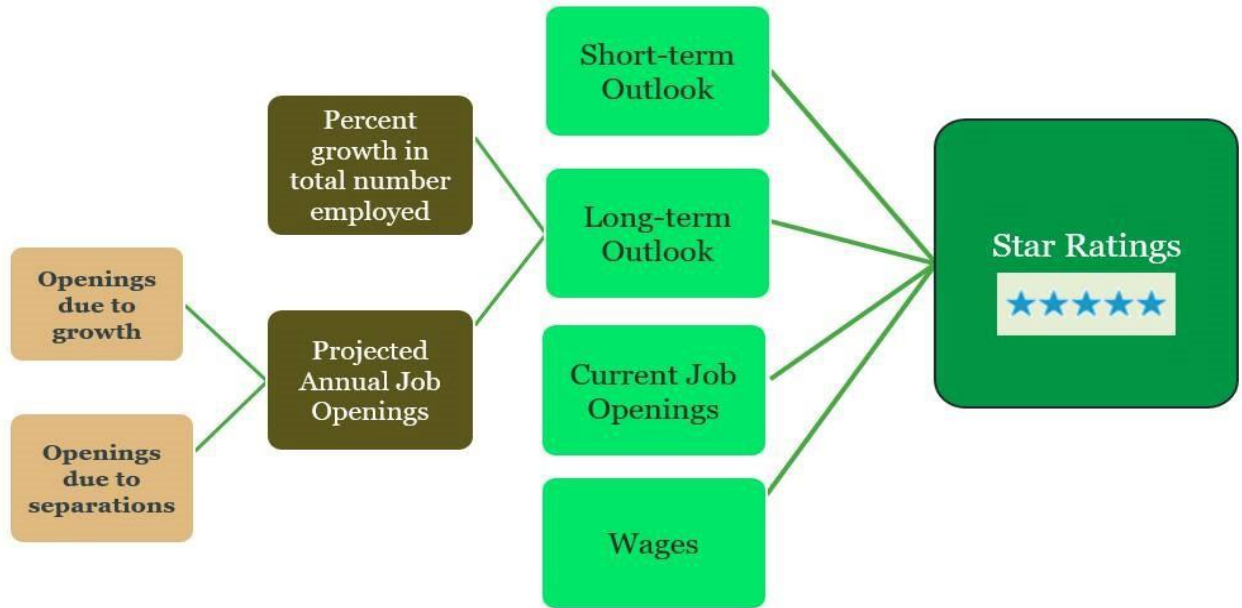 Short-term
Outlook
Percent
growth in
total number
employed
Long-term
Outlook
Star Ratings
Openings
due to
growth
Projected
Annual Job
Openings
Current Job
Openings
Openings
due to
separations
Wages